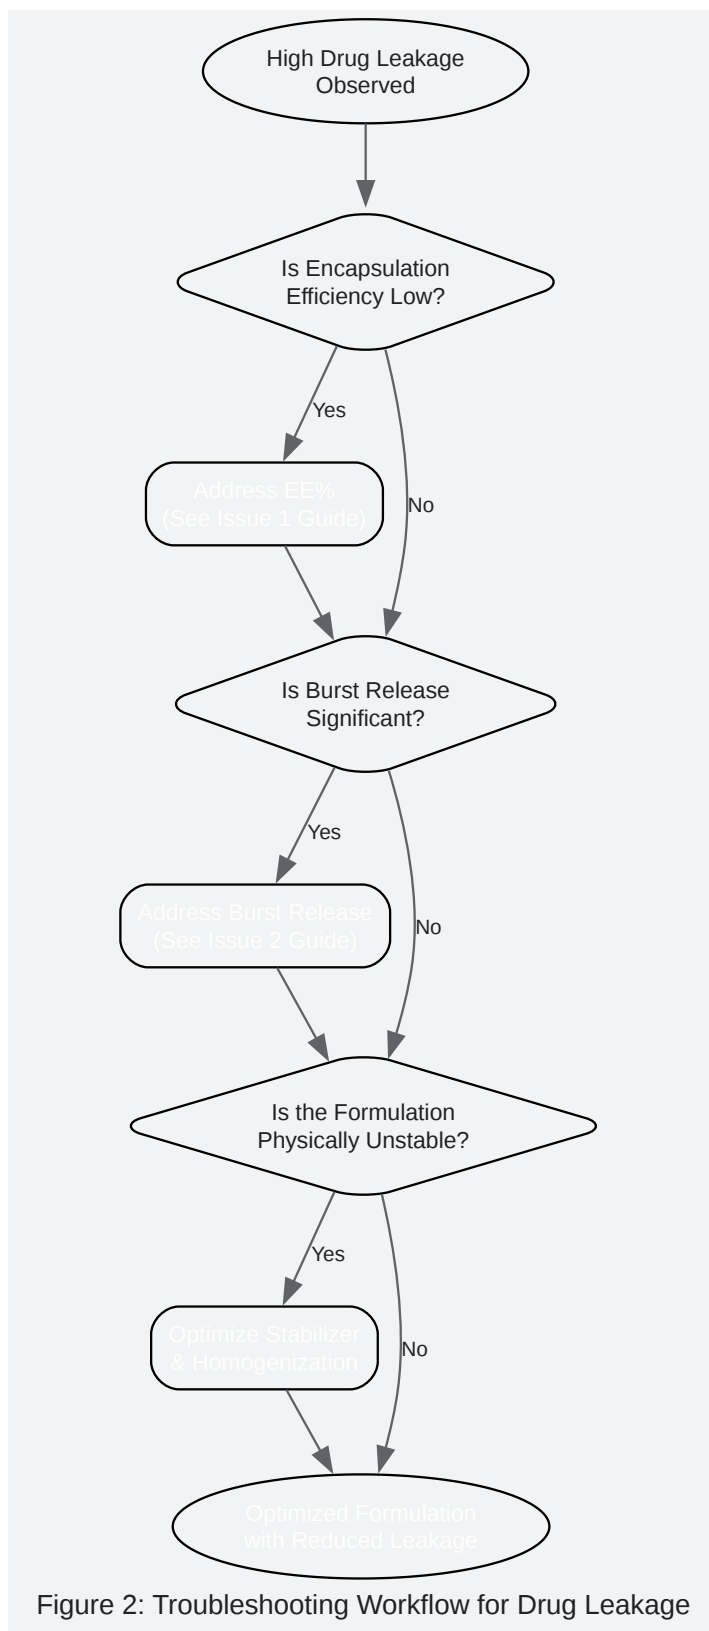 High Drug Leakage
Observed
Is Encapsulation
Efficiency Low?
Yes
Address EE%
(See Issue 1 Guide)
No
Is Burst Release
Significant?
Yes
Address Burst Release
(See Issue 2 Guide)
No
Is the Formulation
Physically Unstable?
Yes
Optimize Stabilizer
& Homogenization
No
Optimized Formulation
with Reduced Leakage
Figure 2: Troubleshooting Workflow for Drug Leakage